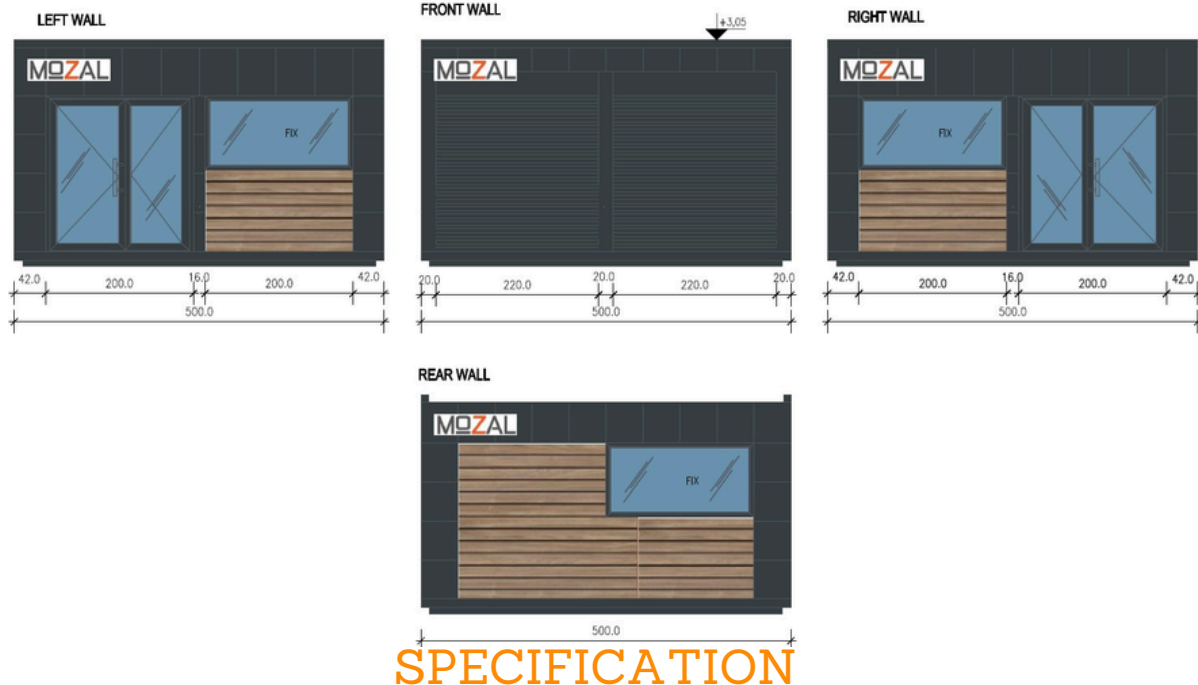 LEFT WALL
MOZAL
FIX
42.0 200.0 16.0 200.0 42.0
500.0
FRONT WALL
+3,05
MOZAL
20.0 220.0 20.0 220.0 20.0
500.0
RIGHT WALL
MOZAL
FIX
42.0 200.0 16.0 200.0 42.0
500.0
REAR WALL
MOZAL
FIX
500.0
SPECIFICATION